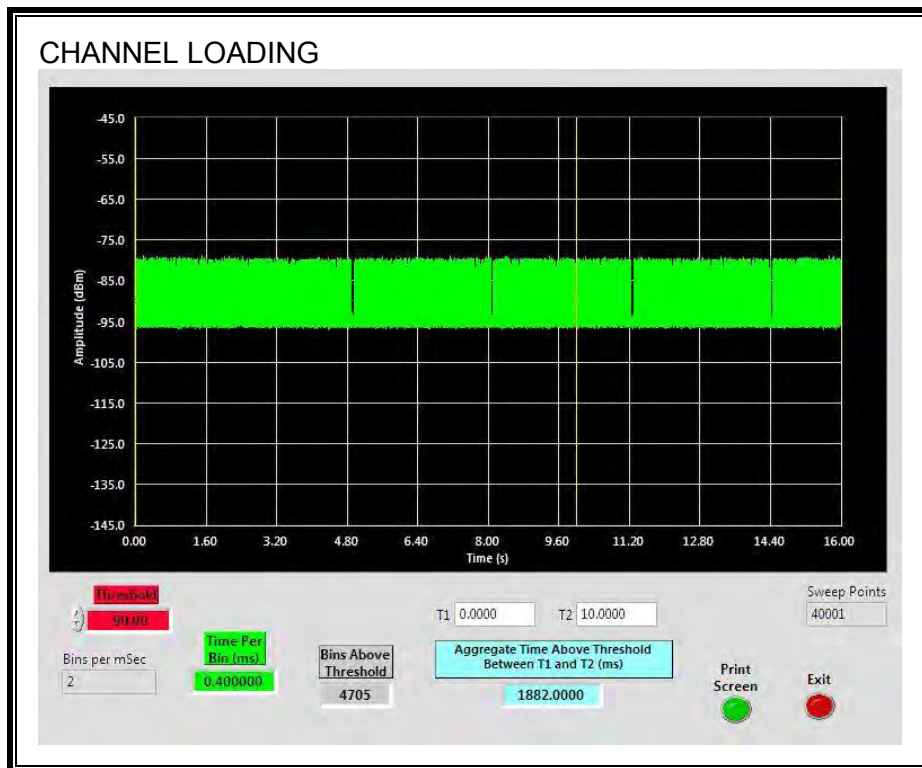 CHANNEL LOADING
-45.0
-55.0
-65.0
-75.0
-85.0
-95.0
-105.0
-115.0
-125.0
-135.0
-145.0
Amplitude (dBm)
0.00 1.60 3.20 4.80 6.40 8.00 9.60 11.20 12.80 14.40 16.00
Time (s)
Threshold
90.00
Bins per mSec
2
Time Per
Bin (ms)
0.400000
Bins Above
Threshold
4705
T1 0.0000 T2 10.0000
Aggregate Time Above Threshold
Between T1 and T2 (ms)
1882.0000
Sweep Points
40001
Print
Screen
Exit